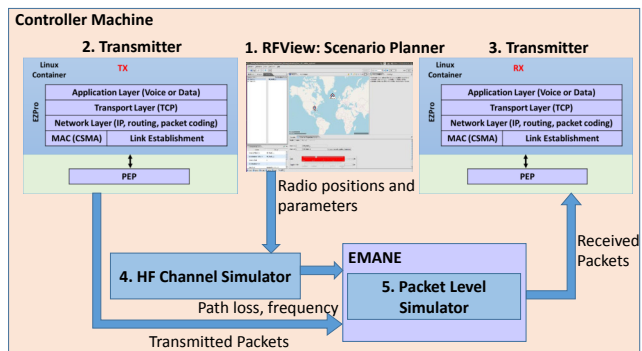 Controller Machine
2. Transmitter
1. RFView: Scenario Planner
3. Transmitter
Linux
Container
TX
EZPro
Application Layer (Voice or Data)
Transport Layer (TCP)
Network Layer (IP, routing, packet coding)
MAC (CSMA)
Link Establishment
PEP
Linux
Container
RX
EZPro
Application Layer (Voice or Data)
Transport Layer (TCP)
Network Layer (IP, routing, packet coding)
MAC (CSMA)
Link Establishment
PEP
Radio positions and
parameters
Received
Packets
4. HF Channel Simulator
EMANE
5. Packet Level
Simulator
Path loss, frequency
Transmitted Packets